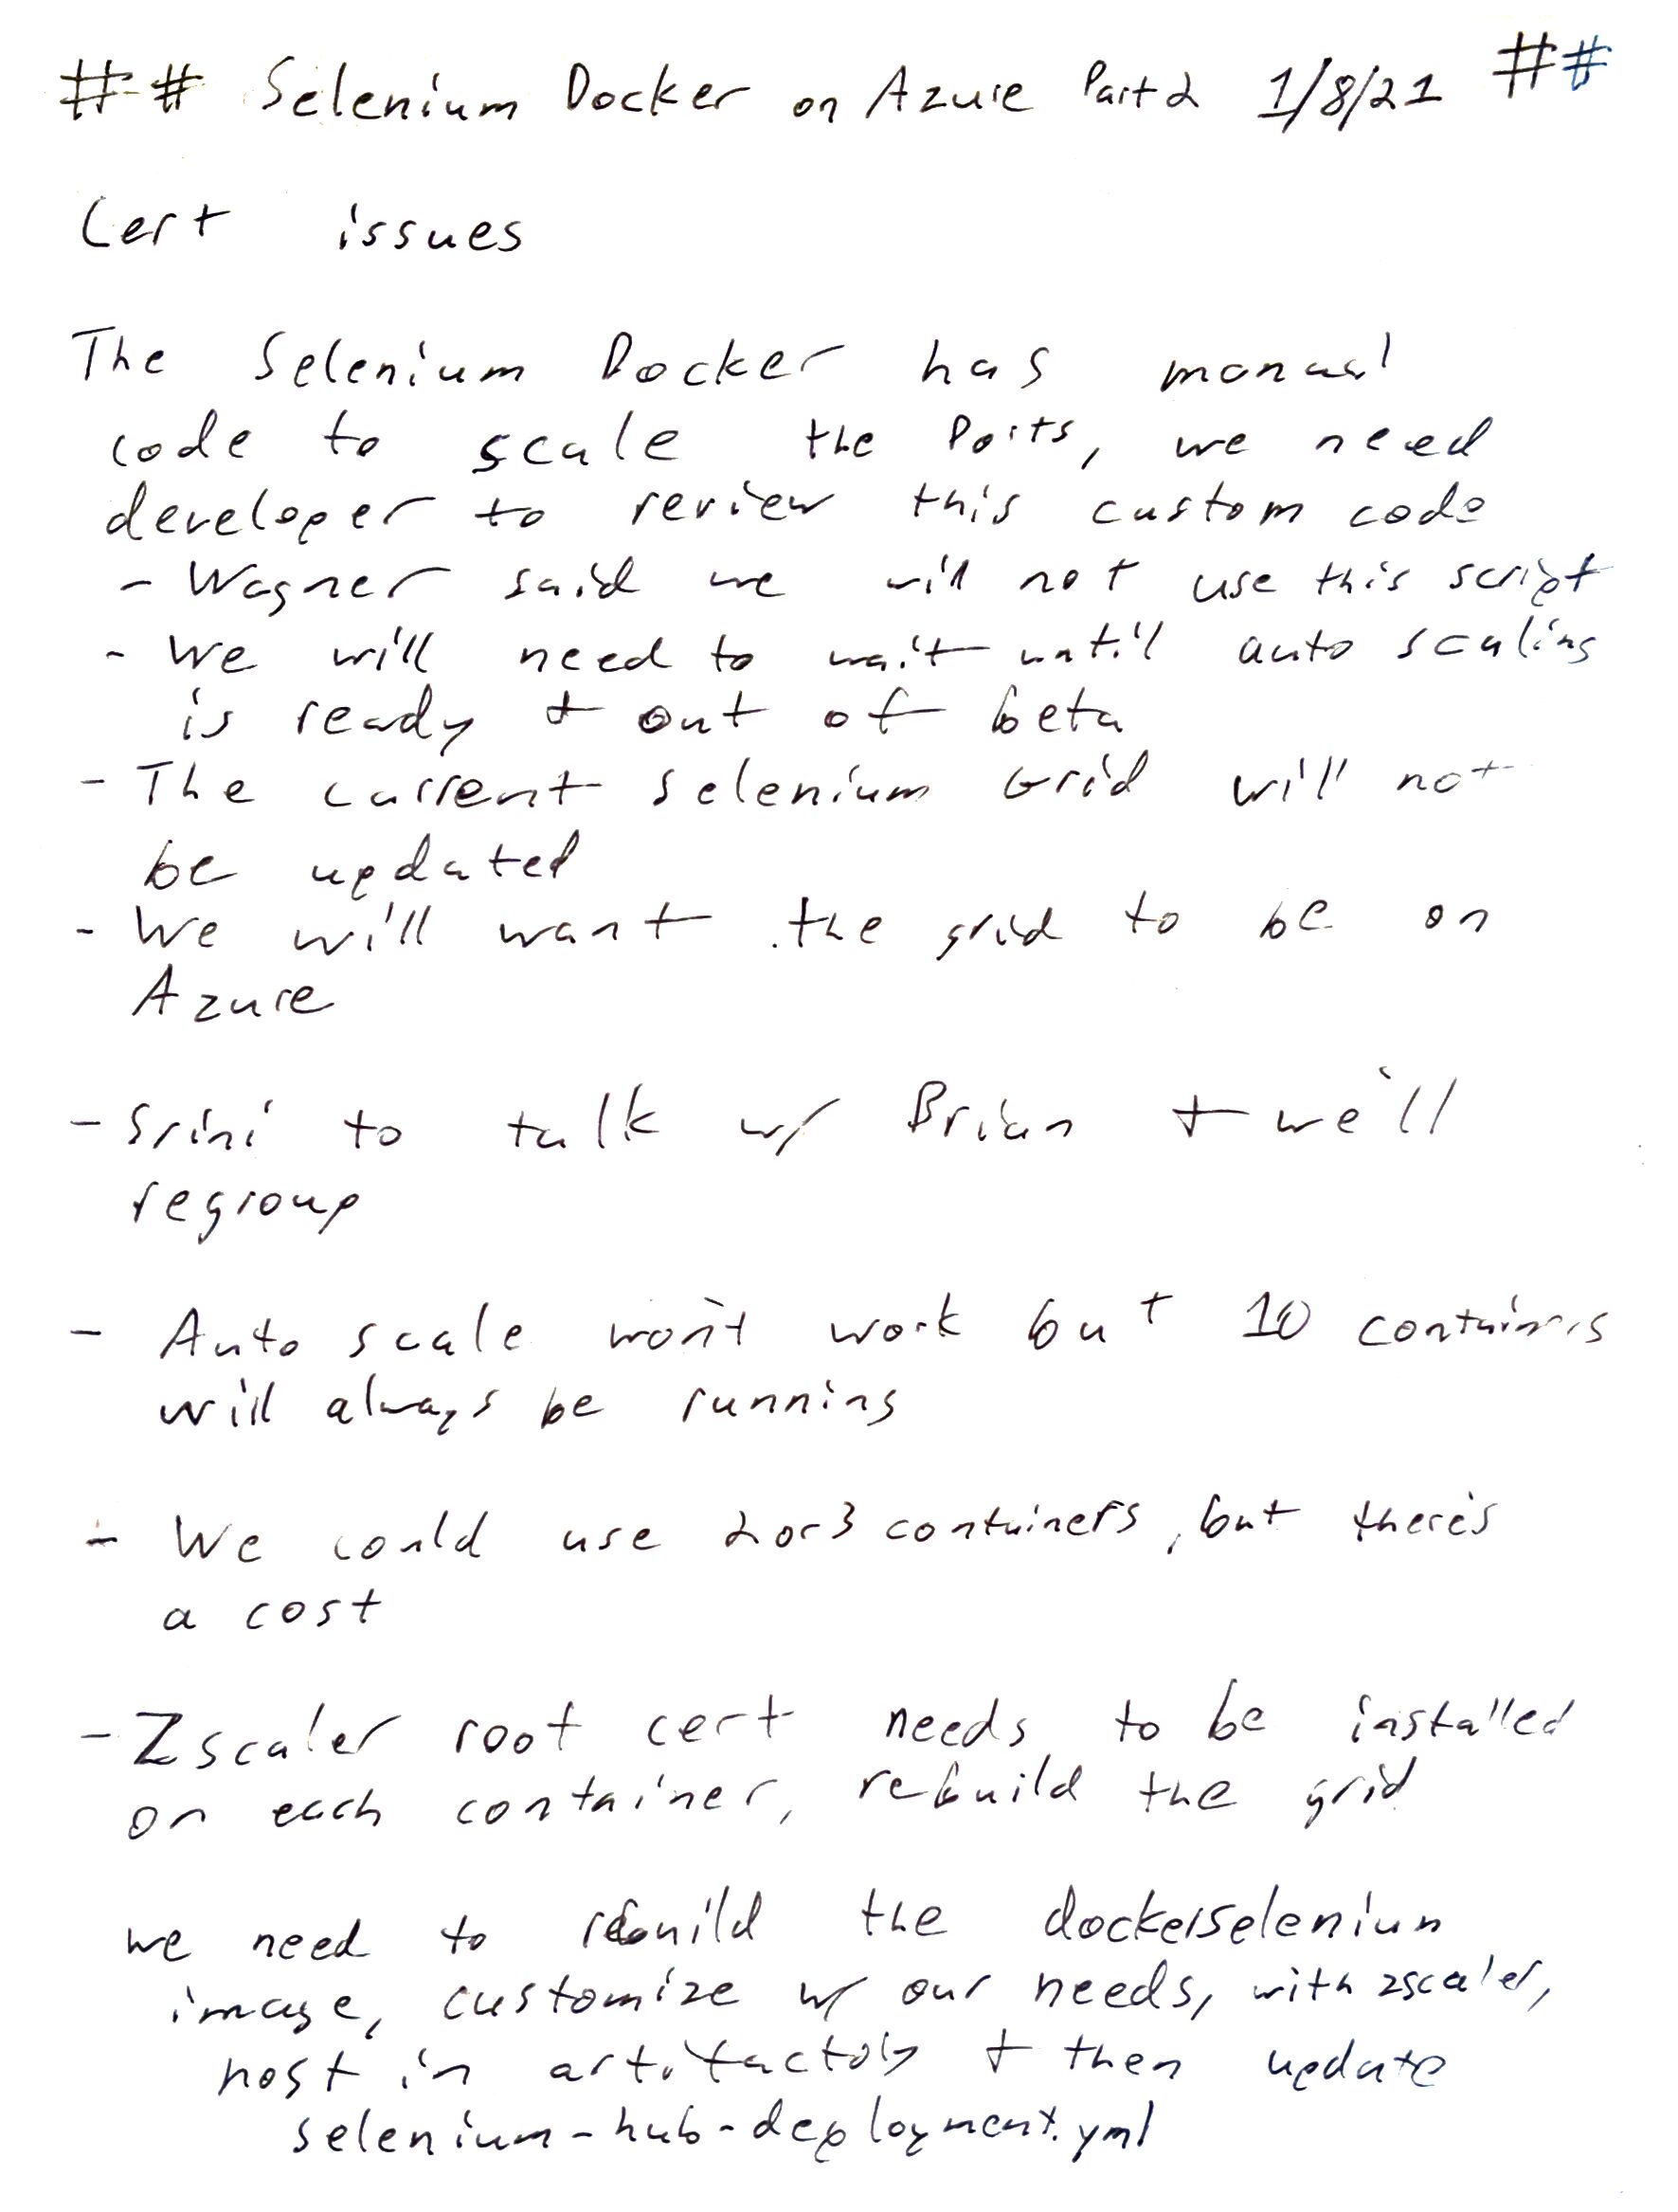 ## Selenium Docker on Azure Part 2 1/8/21 ##
Cert issues
The Selenium Docker has manual
code to scale the Ports, we need
developer to review this custom code
- Wagner said we will not use this script
- We will need to wait until auto scaling
is ready + out of beta
- The current Selenium Grid will not
be updated
- We will want the grid to be on
Azure
- Srini to talk w/ Brian + we'll
regroup
- Auto scale won't work but 10 containers
will always be running
- We could use 2 or 3 containers, but there's
a cost
- Zscaler root cert needs to be installed
on each container, rebuild the grid
we need to rebuild the dockerselenium
image, customize w/ our needs, with zscaler,
host in artifactory + then update
selenium-hub-deployment.yml